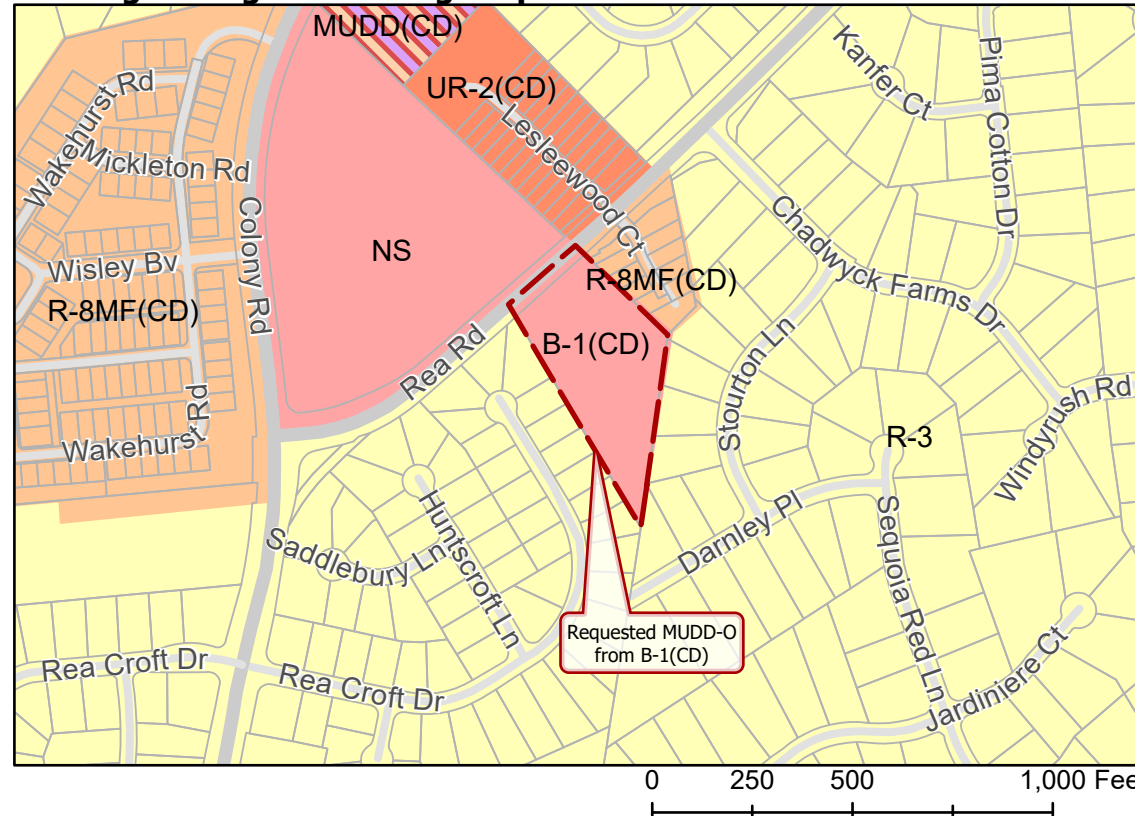 MUDD(CD)
UR-2(CD)
Kanfer Ct
Pima Cotton Dr
Wakehurst Rd
Mickleton Rd
Lesleewood Ct
Colony Rd
NS
Chadwyck Farms Dr
Wisley Bv
R-8MF(CD)
R-8MF(CD)
B-1(CD)
Rea Rd
Stourton Ln
Windyrush Rd
Wakehurst Rd
R-3
Huntscroft Ln
Saddlebury Ln
Darnley Pl
Sequoia Red Ln
Requested MUDD-O
from B-1(CD)
Rea Croft Dr
Rea Croft Dr
Jardiniere Ct
0 250 500 1,000 Fee